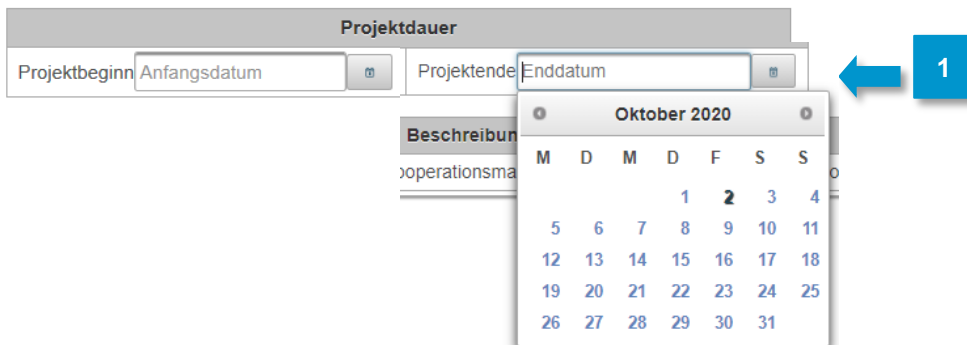 Projektdauer
Projektbeginn Anfangsdatum Projektende Enddatum
1
Oktober 2020
Beschreibun
M D M D F S S
1 2 3 4
5 6 7 8 9 10 11
12 13 14 15 16 17 18
19 20 21 22 23 24 25
26 27 28 29 30 31